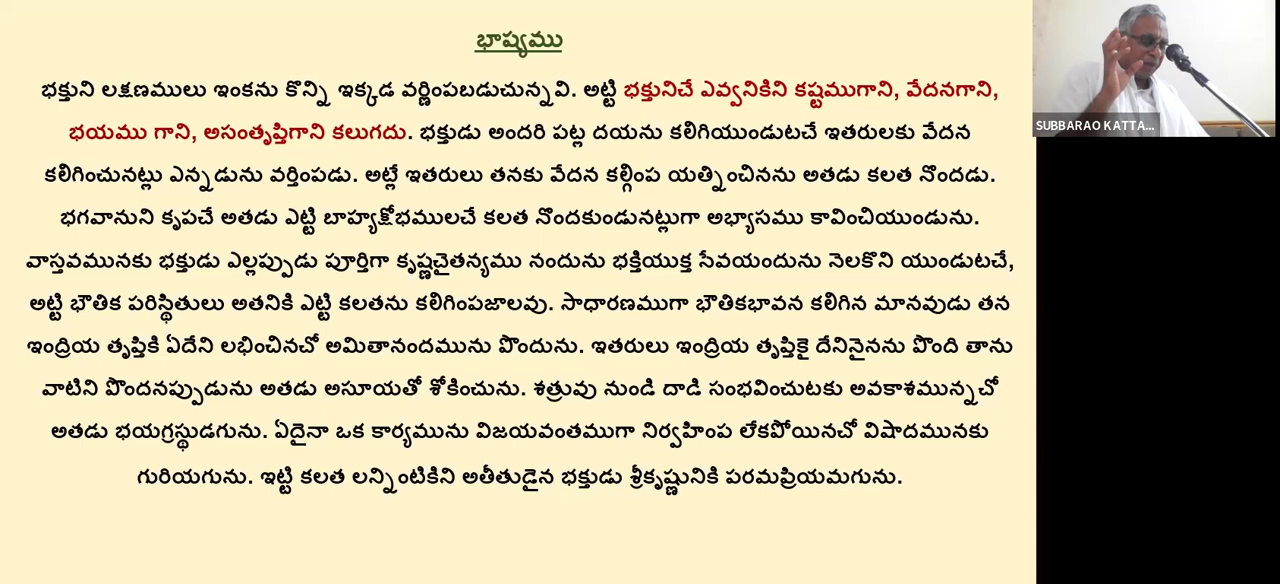 భాష్యము
భక్తుని లక్షణములు ఇంకను కొన్ని ఇక్కడ వర్ణింపబడుచున్నవి. అట్టి భక్తునిచే ఎవ్వనికిని కష్టముగాని, వేదనగాని,
భయము గాని, అసంతృప్తిగాని కలుగదు. భక్తుడు అందరి పట్ల దయను కలిగియుండుటచే ఇతరులకు వేదన
కలిగించునట్లు ఎన్నడును వర్తింపడు. అట్లే ఇతరులు తనకు వేదన కల్గింప యత్నించినను అతడు కలత నొందడు.
భగవానుని కృపచే అతడు ఎట్టి బాహ్యక్షోభములచే కలత నొందకుండునట్లుగా అభ్యాసము కావించియుండును.
వాస్తవమునకు భక్తుడు ఎల్లప్పుడు పూర్తిగా కృష్ణచైతన్యము నందును భక్తియుక్త సేవయందును నెలకొని యుండుటచే,
అట్టి భౌతిక పరిస్థితులు అతనికి ఎట్టి కలతను కలిగింపజాలవు. సాధారణముగా భౌతికభావన కలిగిన మానవుడు తన
ఇంద్రియ తృప్తికి ఏదేని లభించినచో అమితానందమును పొందును. ఇతరులు ఇంద్రియ తృప్తికై దేనినైనను పొంది తాను
వాటిని పొందనప్పుడును అతడు అసూయతో శోకించును. శత్రువు నుండి దాడి సంభవించుటకు అవకాశమున్నచో
అతడు భయగ్రస్థుడగును. ఏదైనా ఒక కార్యమును విజయవంతముగా నిర్వహింప లేకపోయినచో విషాదమునకు
గురియగును. ఇట్టి కలత లన్నింటికిని అతీతుడైన భక్తుడు శ్రీకృష్ణునికి పరమప్రియమగును.
SUBBARAO KATTA...